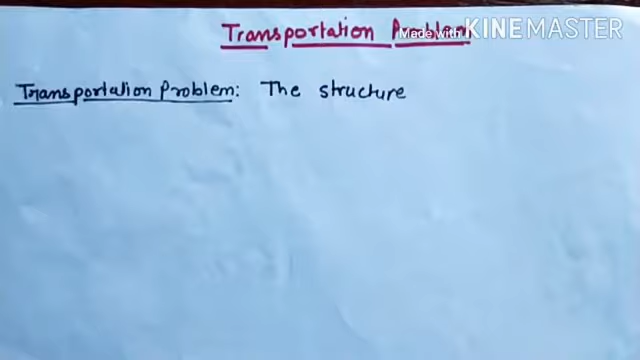 Transportation Problem
Made with KINEMASTER
Transportation Problem: The structure